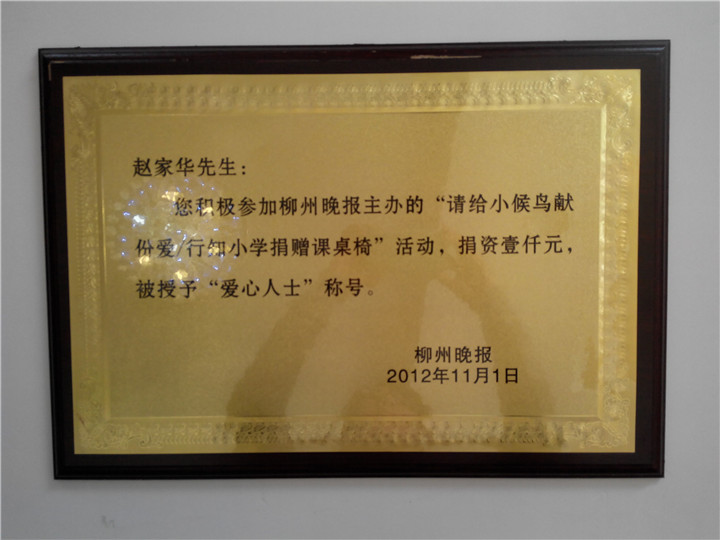 赵家华先生：
您积极参加柳州晚报主办的“请给小候鸟献
份爱/行知小学捐赠课桌椅”活动，捐资壹仟元，
被授予“爱心人士”称号。
柳州晚报
2012年11月1日